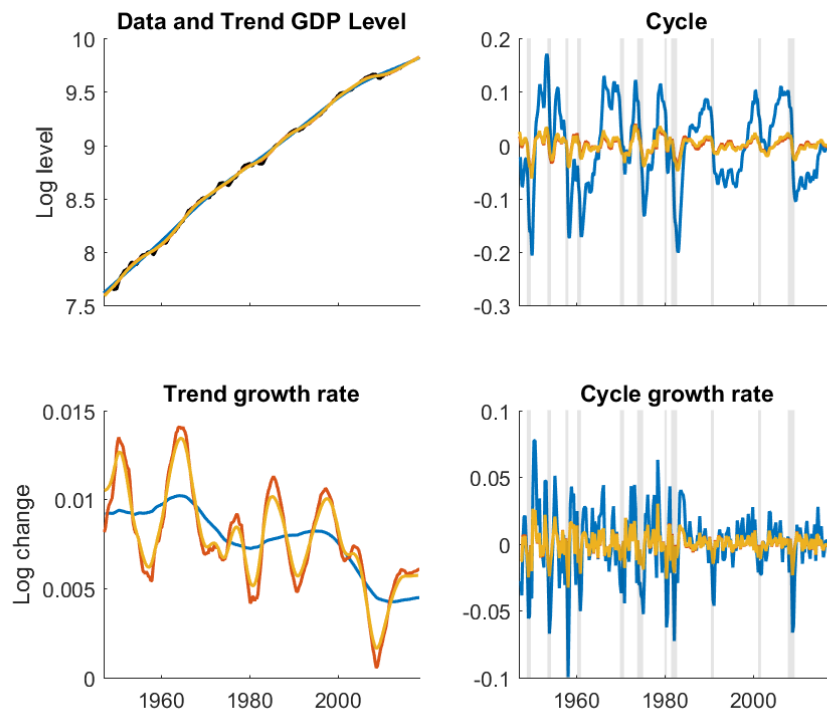 Data and Trend GDP Level
10
9.5
9
8.5
8
7.5
Log level
Cycle
0.2
0.1
0
-0.1
-0.2
-0.3
Trend growth rate
0.015
0.01
0.005
0
Log change
1960 1980 2000
Cycle growth rate
0.1
0.05
0
-0.05
-0.1
1960 1980 2000